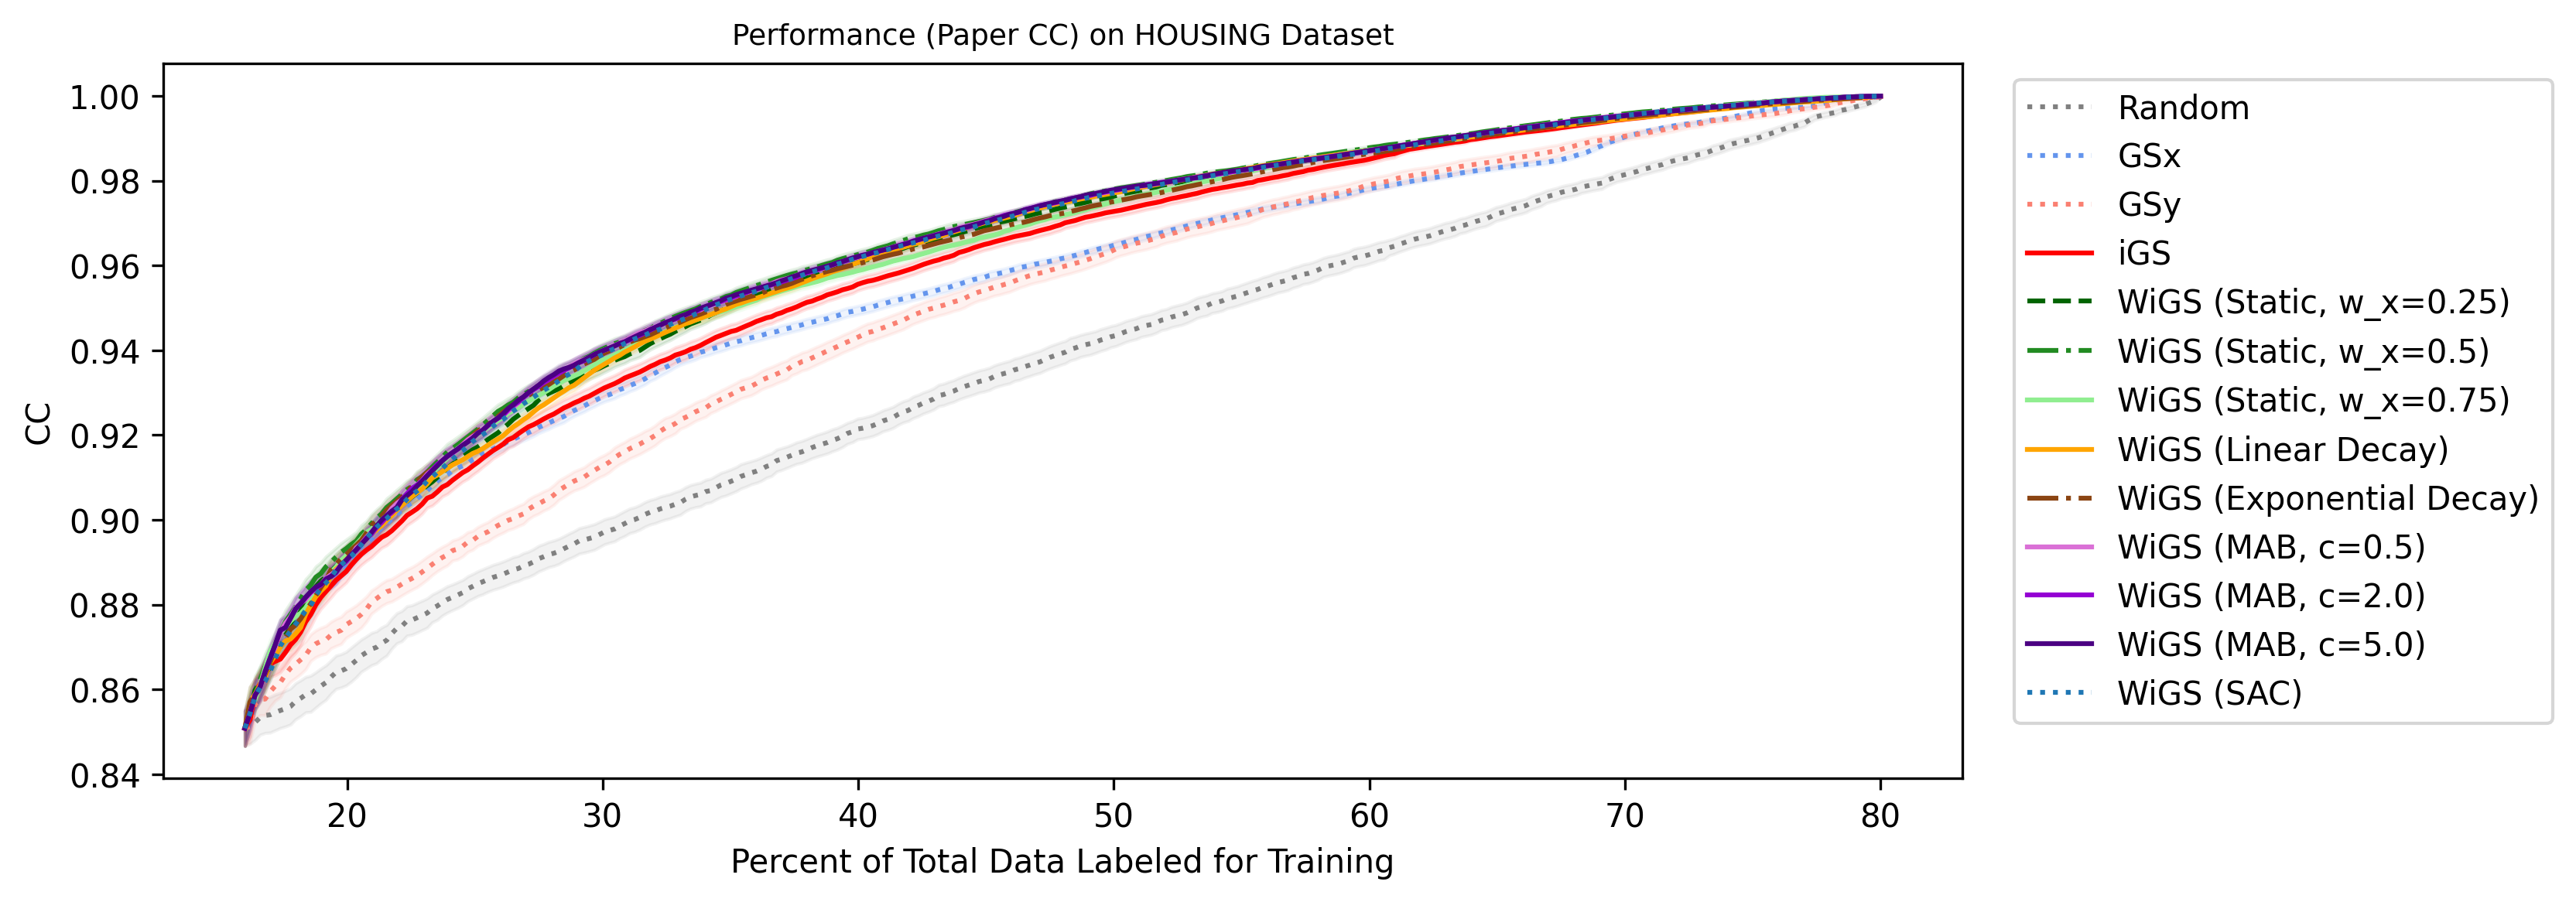 Performance (Paper CC) on HOUSING Dataset
CC
1.00
0.98
0.96
0.94
0.92
0.90
0.88
0.86
0.84
20 30 40 50 60 70 80
Percent of Total Data Labeled for Training
Random
GSx
GSy
iGS
WiGS (Static, w_x=0.25)
WiGS (Static, w_x=0.5)
WiGS (Static, w_x=0.75)
WiGS (Linear Decay)
WiGS (Exponential Decay)
WiGS (MAB, c=0.5)
WiGS (MAB, c=2.0)
WiGS (MAB, c=5.0)
WiGS (SAC)